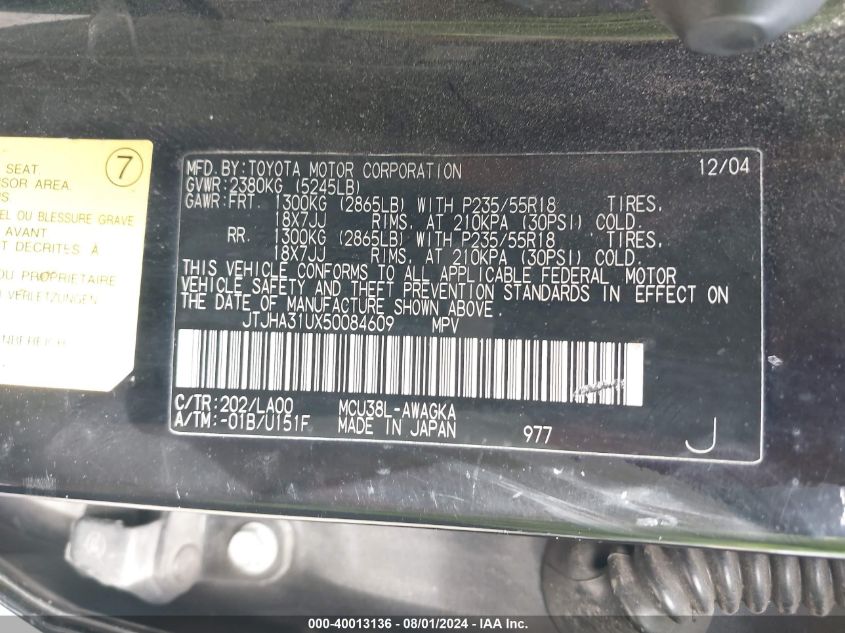 7
SEAT.
AREA.
OU BLESSURE GRAVE
AVANT
DECRITES À
PROPRIETAIRE
VERLETZUNGEN
MFD. BY: TOYOTA MOTOR CORPORATION 12/04
GVWR: 2380KG (5245LB)
GAWR: FRT. 1300KG (2865LB) WITH P235/55R18 TIRES,
18X7JJ RIMS, AT 210KPA (30PSI) COLD.
RR. 1300KG (2865LB) WITH P235/55R18 TIRES,
18X7JJ RIMS, AT 210KPA (30PSI) COLD.
THIS VEHICLE CONFORMS TO ALL APPLICABLE FEDERAL MOTOR
VEHICLE SAFETY AND THEFT PREVENTION STANDARDS IN EFFECT ON
THE DATE OF MANUFACTURE SHOWN ABOVE.
JTJHA31UX50084609 MPV
C/TR: 202/LA00 MCU38L-AWAGKA
A/TM: -01B/U151F MADE IN JAPAN 977 J
000-40013136 - 08/01/2024 - IAA Inc.